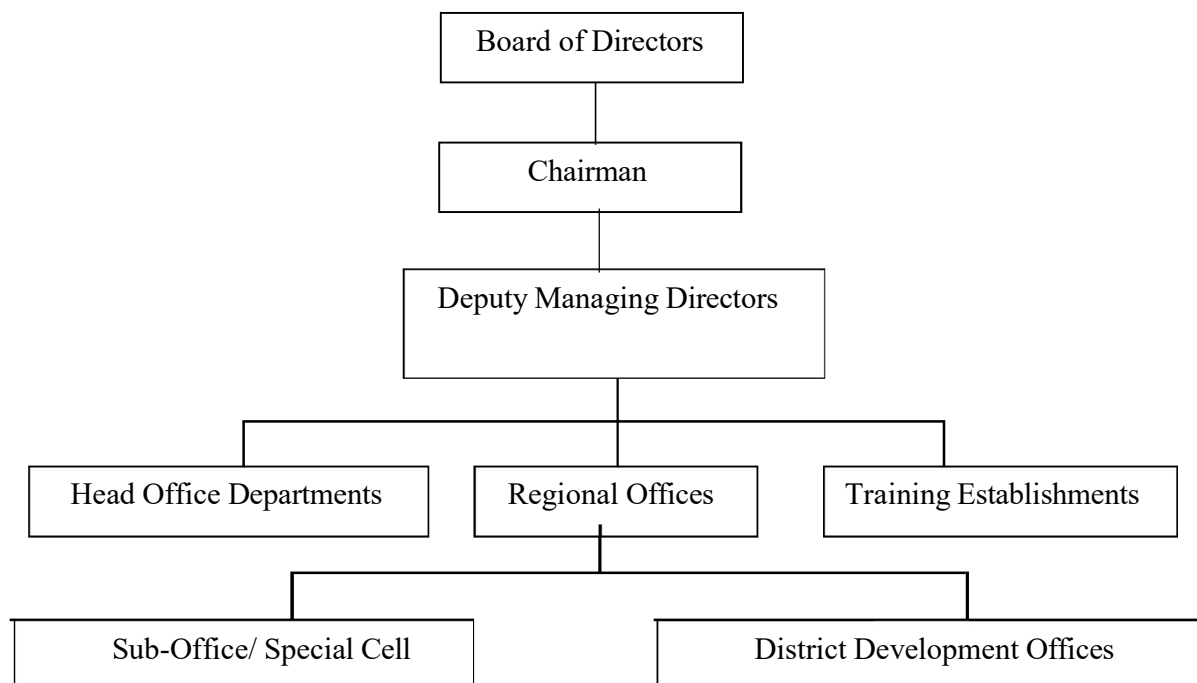 Board of Directors
Chairman
Deputy Managing Directors
Head Office Departments
Regional Offices
Training Establishments
Sub-Office/ Special Cell
District Development Offices